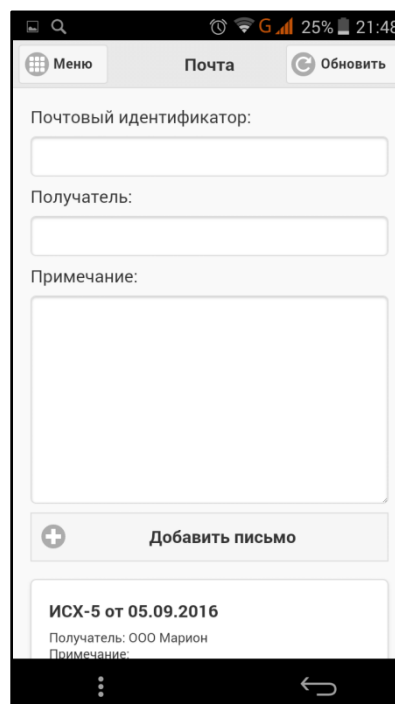 G 25% 21:48
Меню Почта Обновить
Почтовый идентификатор:
Получатель:
Примечание:
Добавить письмо
ИСХ-5 от 05.09.2016
Получатель: ООО Марион
Примечание: